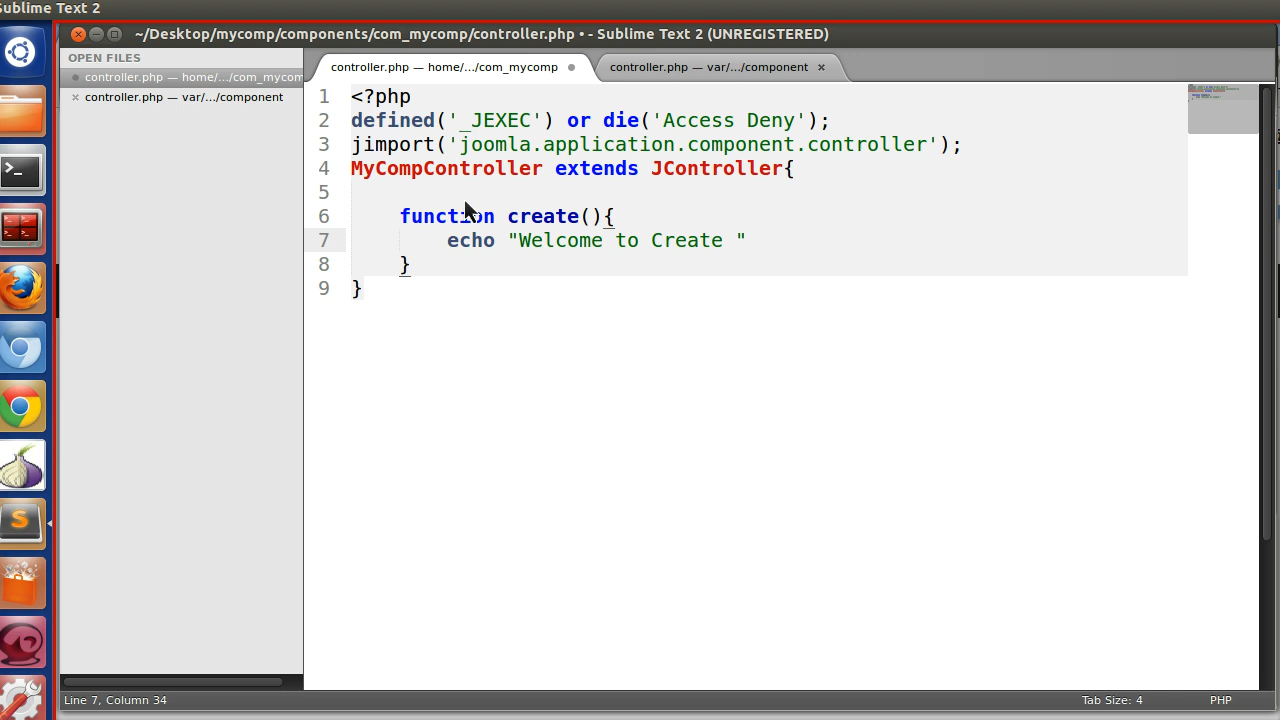 Sublime Text 2
~/Desktop/mycomp/components/com_mycomp/controller.php • - Sublime Text 2 (UNREGISTERED)
OPEN FILES
controller.php — home/.../com_mycom
controller.php — var/.../component
controller.php — home/.../com_mycomp
controller.php — var/.../component
1 <?php
2 defined('_JEXEC') or die('Access Deny');
3 jimport('joomla.application.component.controller');
4 MyCompController extends JController{
5
6 function create(){
7 echo "Welcome to Create "
8 }
9 }
Line 7, Column 34
Tab Size: 4
PHP